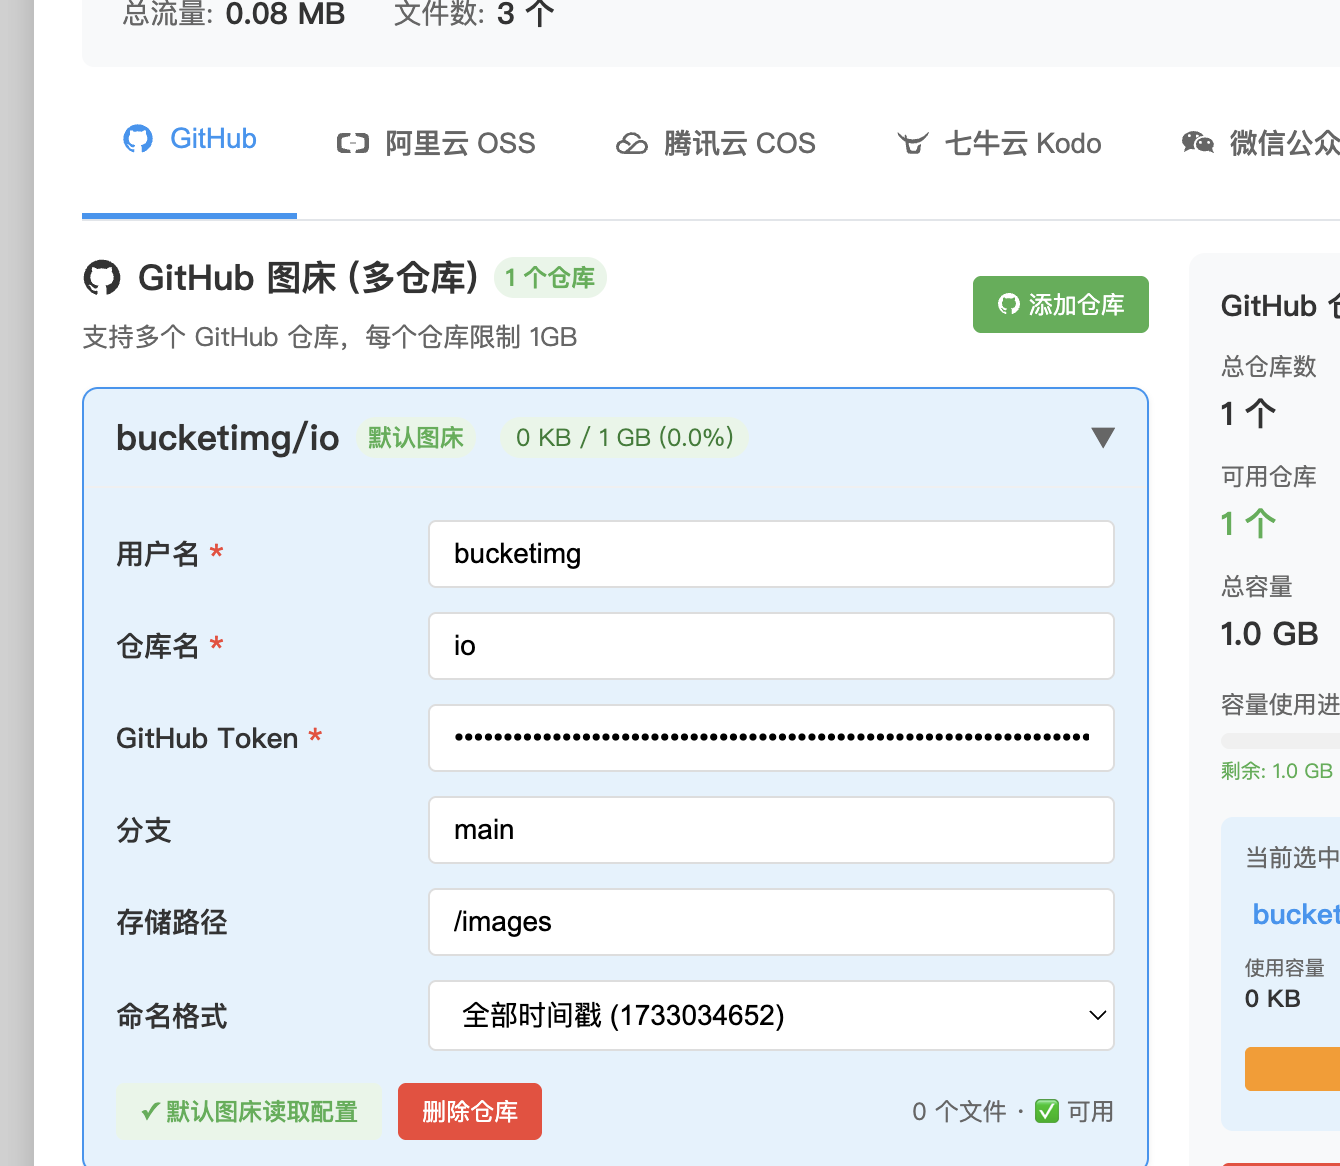 总流量: 0.08 MB 文件数: 3 个
GitHub 阿里云 OSS 腾讯云 COS 七牛云 Kodo 微信公众
GitHub 图床 (多仓库) 1 个仓库
支持多个 GitHub 仓库，每个仓库限制 1GB
添加仓库
bucketimg/io 默认图床 0 KB / 1 GB (0.0%) ▼
用户名 * bucketimg
仓库名 * io
GitHub Token * ••••••••••••••••••••••••••••••••••••••••••••••••••••••••••••••••
分支 main
存储路径 /images
命名格式 全部时间戳 (1733034652)
✓ 默认图床读取配置 删除仓库 0 个文件 · ✅ 可用
GitHub
总仓库数
1 个
可用仓库
1 个
总容量
1.0 GB
容量使用进
剩余: 1.0 GB
当前选中
bucket
使用容量
0 KB